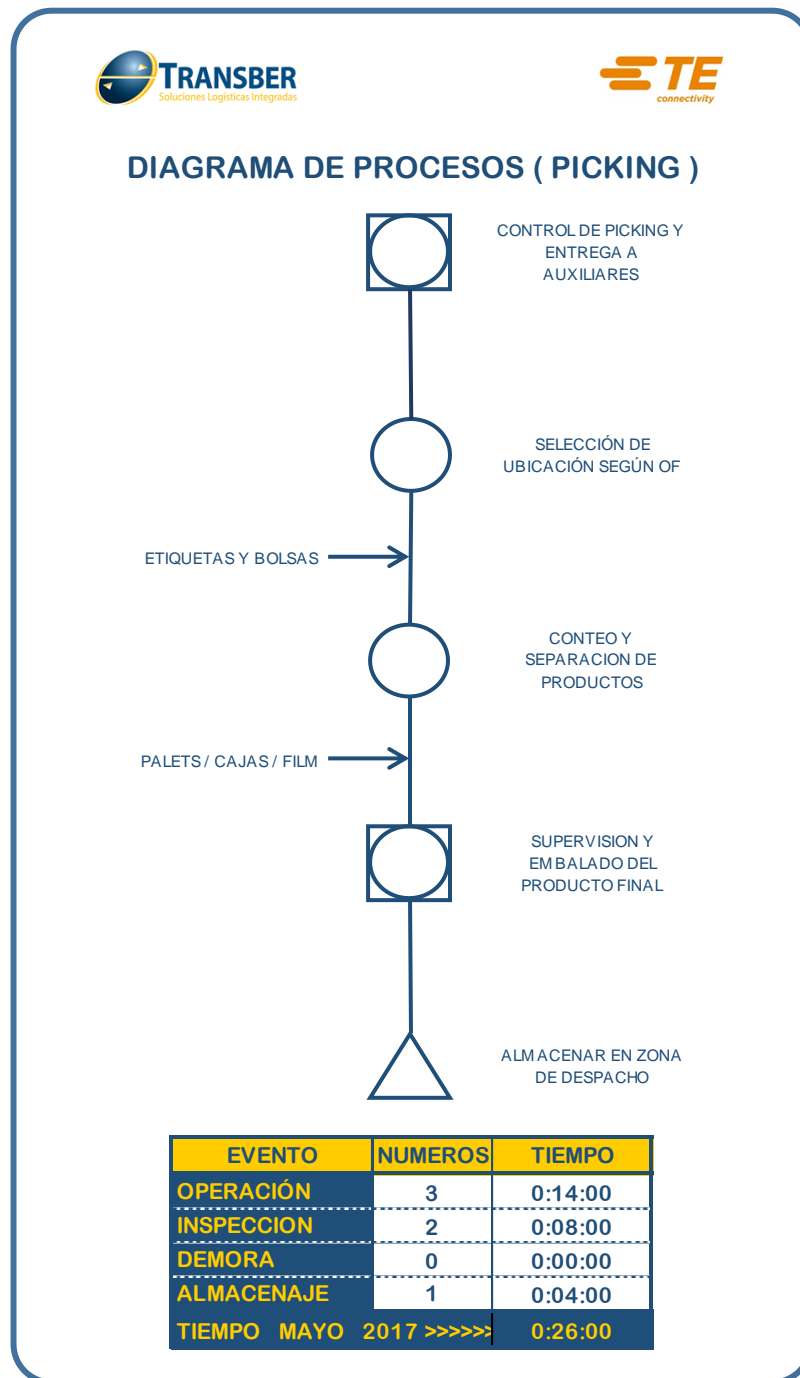 TRANSBER
Soluciones Logísticas Integradas
TE
connectivity
DIAGRAMA DE PROCESOS ( PICKING )
CONTROL DE PICKING Y
ENTREGA A
AUXILIARES
SELECCIÓN DE
UBICACIÓN SEGÚN OF
ETIQUETAS Y BOLSAS
CONTEO Y
SEPARACION DE
PRODUCTOS
PALETS / CAJAS / FILM
SUPERVISION Y
EMBALADO DEL
PRODUCTO FINAL
ALMACENAR EN ZONA
DE DESPACHO
EVENTO NUMEROS TIEMPO
OPERACIÓN 3 0:14:00
INSPECCION 2 0:08:00
DEMORA 0 0:00:00
ALMACENAJE 1 0:04:00
TIEMPO MAYO 2017 >>>>>> 0:26:00